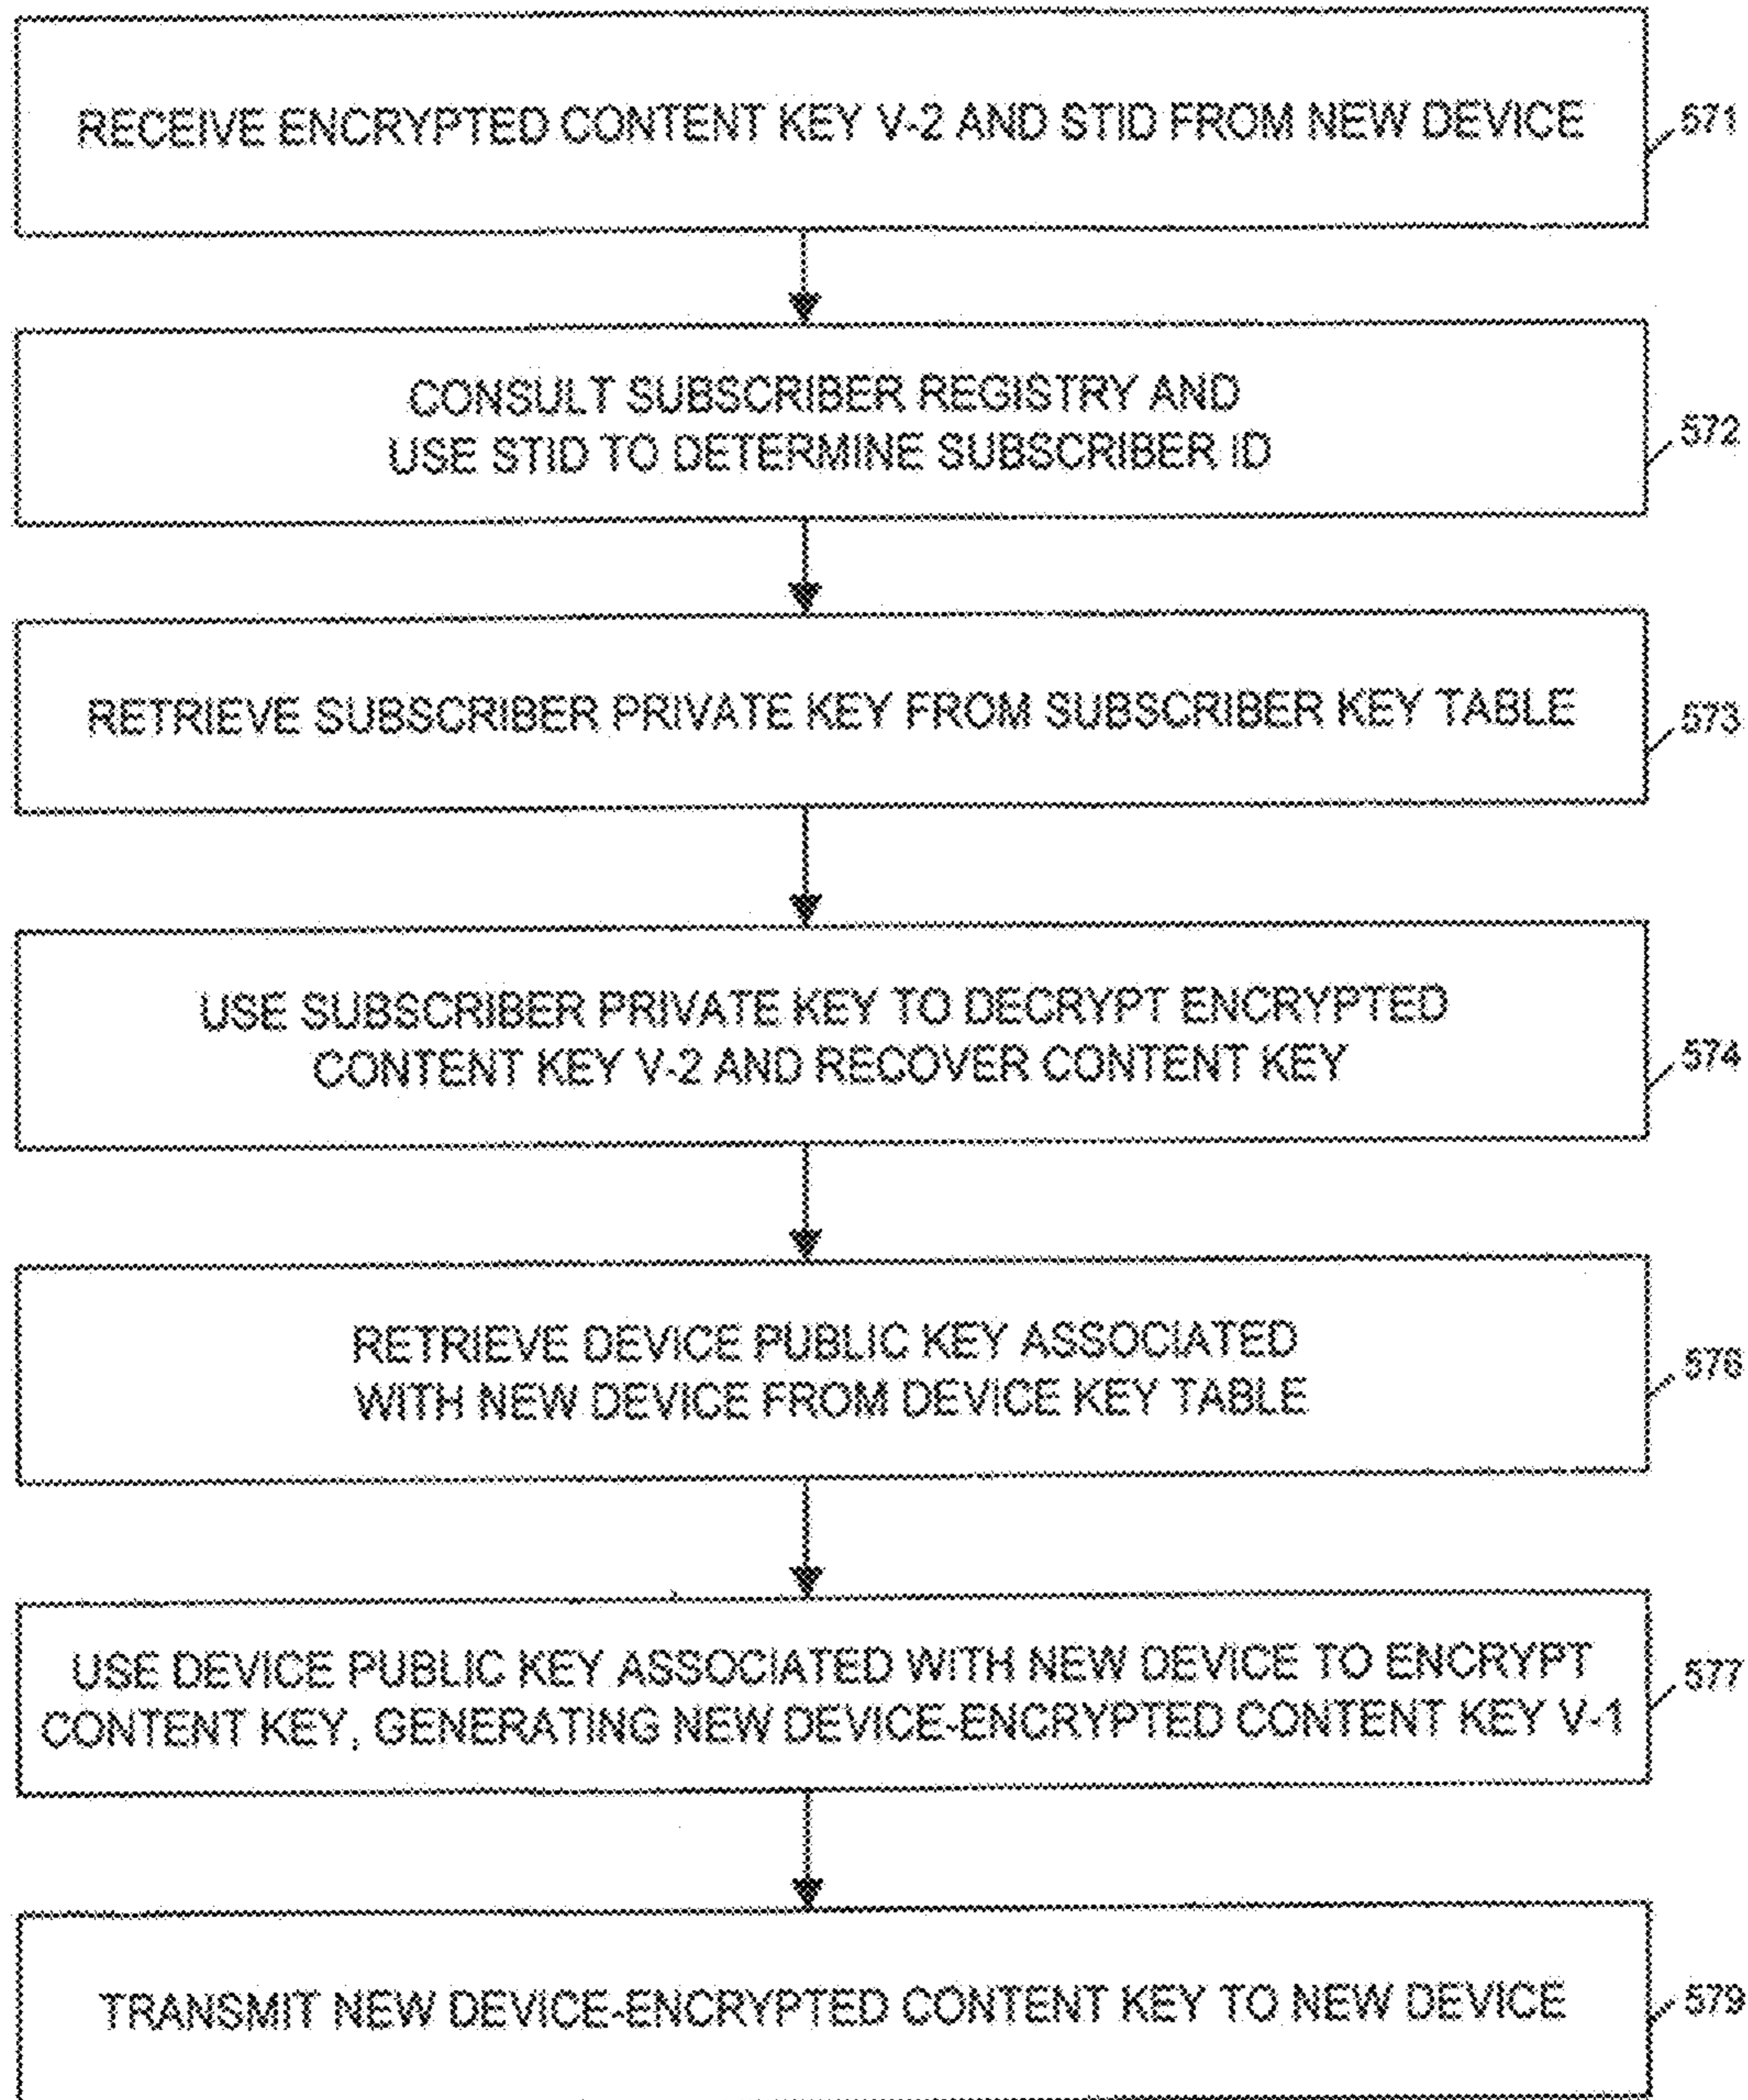 RECEIVE ENCRYPTED CONTENT KEY V-2 AND STID FROM NEW DEVICE
571
CONSULT SUBSCRIBER REGISTRY AND
USE STID TO DETERMINE SUBSCRIBER ID
572
RETRIEVE SUBSCRIBER PRIVATE KEY FROM SUBSCRIBER KEY TABLE
573
USE SUBSCRIBER PRIVATE KEY TO DECRYPT ENCRYPTED
CONTENT KEY V-2 AND RECOVER CONTENT KEY
574
RETRIEVE DEVICE PUBLIC KEY ASSOCIATED
WITH NEW DEVICE FROM DEVICE KEY TABLE
576
USE DEVICE PUBLIC KEY ASSOCIATED WITH NEW DEVICE TO ENCRYPT
CONTENT KEY, GENERATING NEW DEVICE-ENCRYPTED CONTENT KEY V-1
577
TRANSMIT NEW DEVICE-ENCRYPTED CONTENT KEY TO NEW DEVICE
579